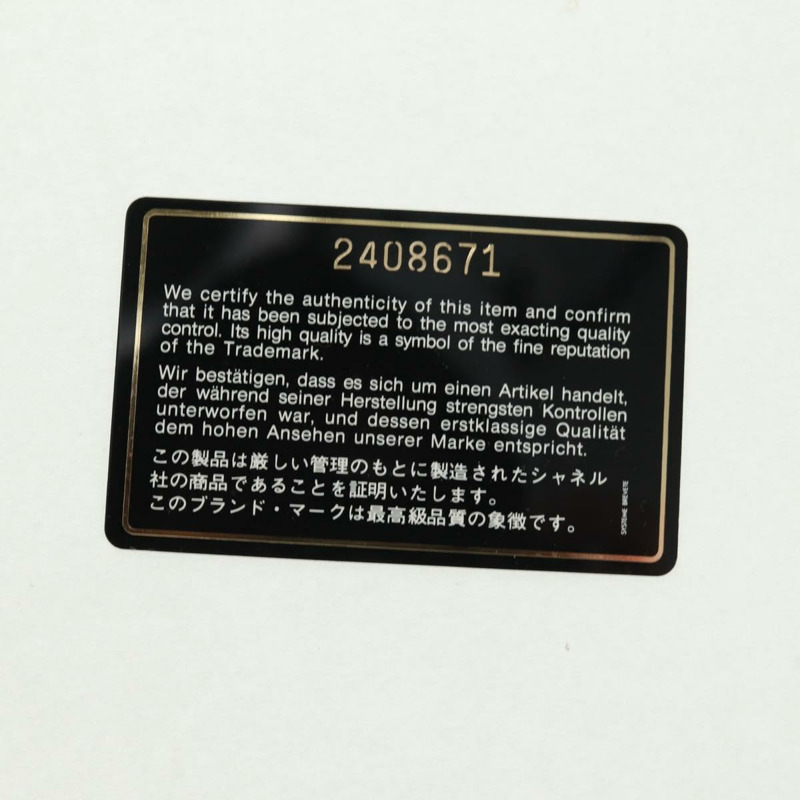 2408671
We certify the authenticity of this item and confirm
that it has been subjected to the most exacting quality
control. Its high quality is a symbol of the fine reputation
of the Trademark.
Wir bestätigen, dass es sich um einen Artikel handelt,
der während seiner Herstellung strengsten Kontrollen
unterworfen war, und dessen erstklassige Qualität
dem hohen Ansehen unserer Marke entspricht.
この製品は厳しい管理のもとに製造されたシャネル
社の商品であることを証明いたします。
このブランド・マークは最高級品質の象徴です。
SYSTEME BREVETE